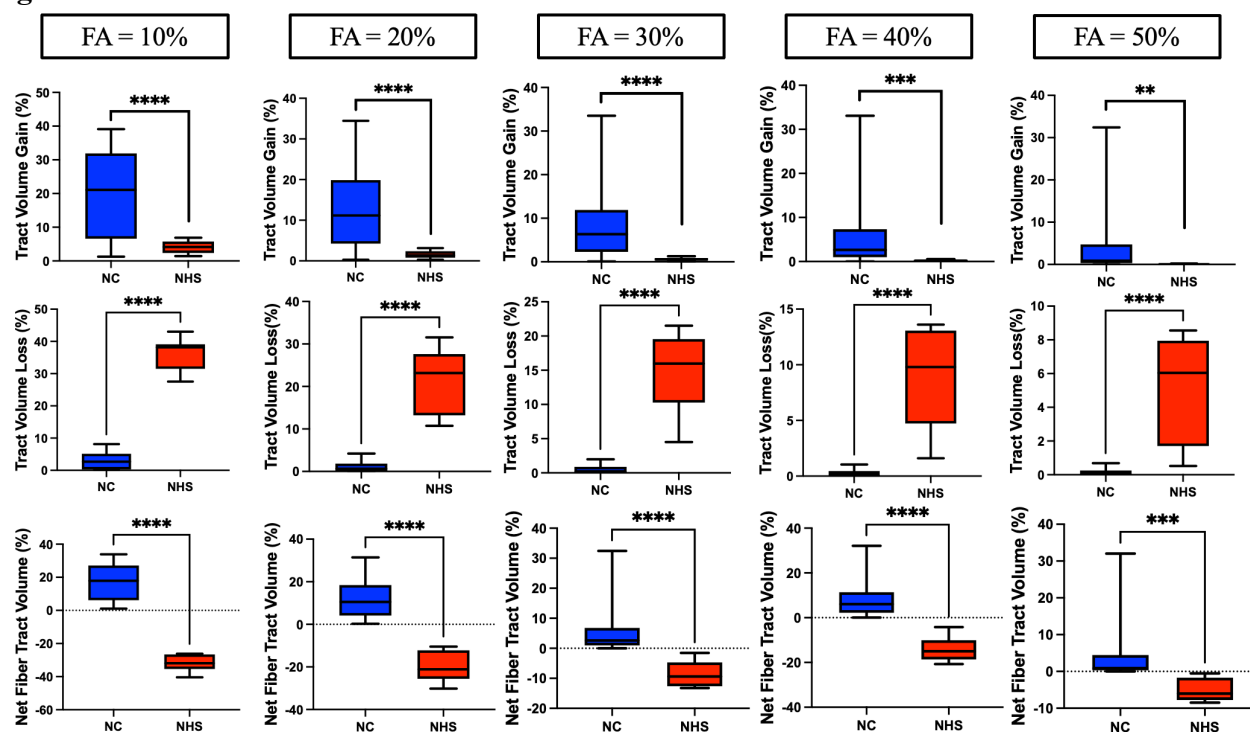 g
FA = 10%
FA = 20%
FA = 30%
FA = 40%
FA = 50%
Tract Volume Gain (%)
50
40
30
20
10
0
****
NC
NHS
Tract Volume Gain (%)
40
30
20
10
0
****
NC
NHS
Tract Volume Gain (%)
40
30
20
10
0
****
NC
NHS
Tract Volume Gain (%)
40
30
20
10
0
***
NC
NHS
Tract Volume Gain (%)
40
30
20
10
0
**
NC
NHS
Tract Volume Loss (%)
50
40
30
20
10
0
****
NC
NHS
Tract Volume Loss(%)
40
30
20
10
0
****
NC
NHS
Tract Volume Loss (%)
25
20
15
10
5
0
****
NC
NHS
Tract Volume Loss(%)
15
10
5
0
****
NC
NHS
Tract Volume Loss(%)
10
8
6
4
2
0
****
NC
NHS
Net Fiber Tract Volume (%)
40
20
0
-20
-40
-60
****
NC
NHS
Net Fiber Tract Volume (%)
40
20
0
-20
-40
****
NC
NHS
Net Fiber Tract Volume (%)
40
30
20
10
0
-10
-20
****
NC
NHS
Net Fiber Tract Volume (%)
40
20
0
-20
-40
****
NC
NHS
Net Fiber Tract Volume (%)
40
30
20
10
0
-10
***
NC
NHS